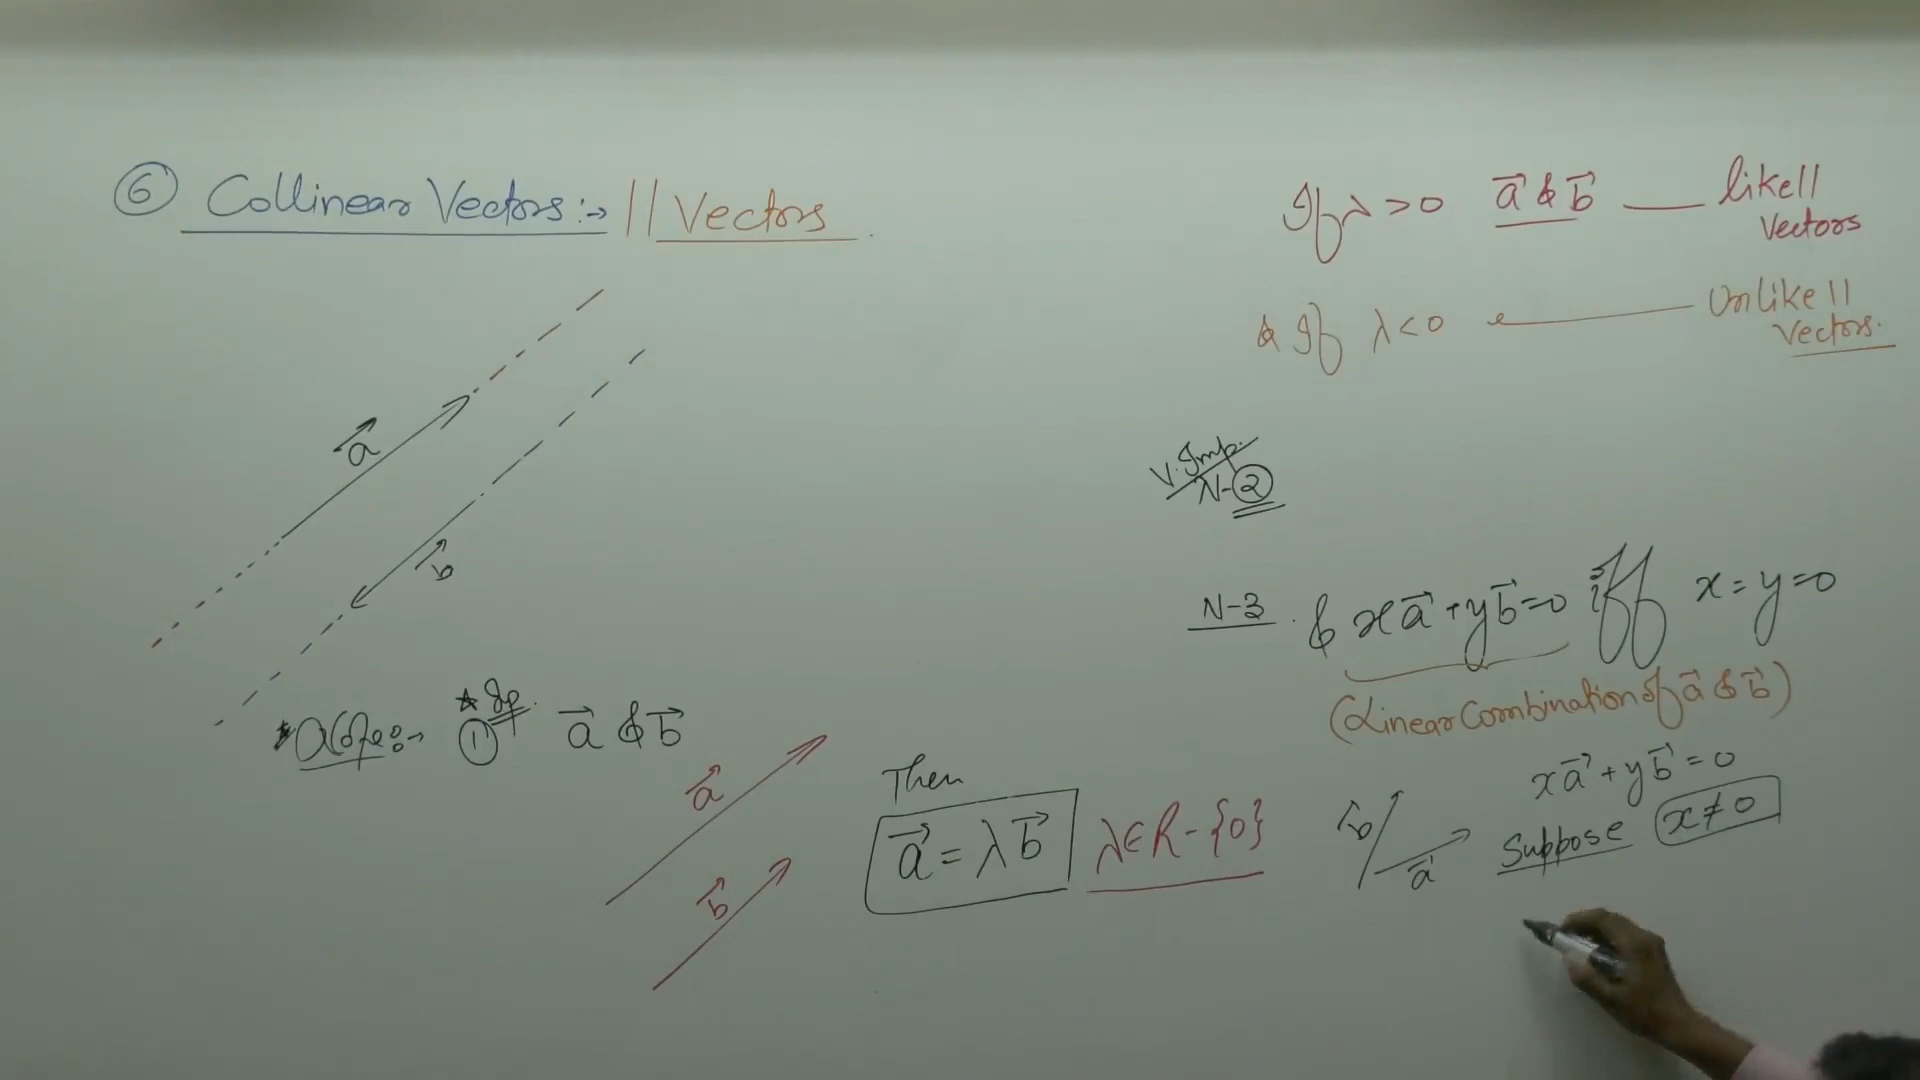 ⑥ Collinear Vectors:→ || Vectors
a⃗
b⃗
① a⃗ & b⃗
a⃗
b⃗
Then
a⃗ = λ b⃗ λ∈R-{0}
If λ>0 a⃗ & b⃗ — like ||
Vectors
If λ<0 — Unlike ||
Vectors.
V. Imp.
N-②
N-3. & xa⃗ + yb⃗ = 0 iff x = y = 0
(Linear Combination of a⃗ & b⃗)
xa⃗ + yb⃗ = 0
Suppose x ≠ 0
b⃗
a⃗